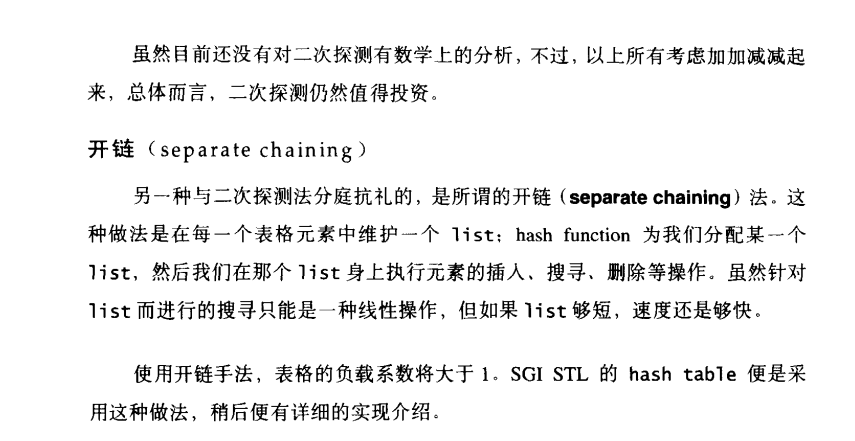 虽然目前还没有对二次探测有数学上的分析，不过，以上所有考虑加加减减起
来，总体而言，二次探测仍然值得投资。
开链（separate chaining）
另一种与二次探测法分庭抗礼的，是所谓的开链（separate chaining）法。这
种做法是在每一个表格元素中维护一个 list；hash function 为我们分配某一个
list，然后我们在那个 list 身上执行元素的插入、搜寻、删除等操作。虽然针对
list 而进行的搜寻只能是一种线性操作，但如果 list 够短，速度还是够快。
使用开链手法，表格的负载系数将大于 1。SGI STL 的 hash table 便是采
用这种做法，稍后便有详细的实现介绍。